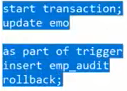 start transaction;
update emo
as part of trigger
insert emp_audit
rollback;